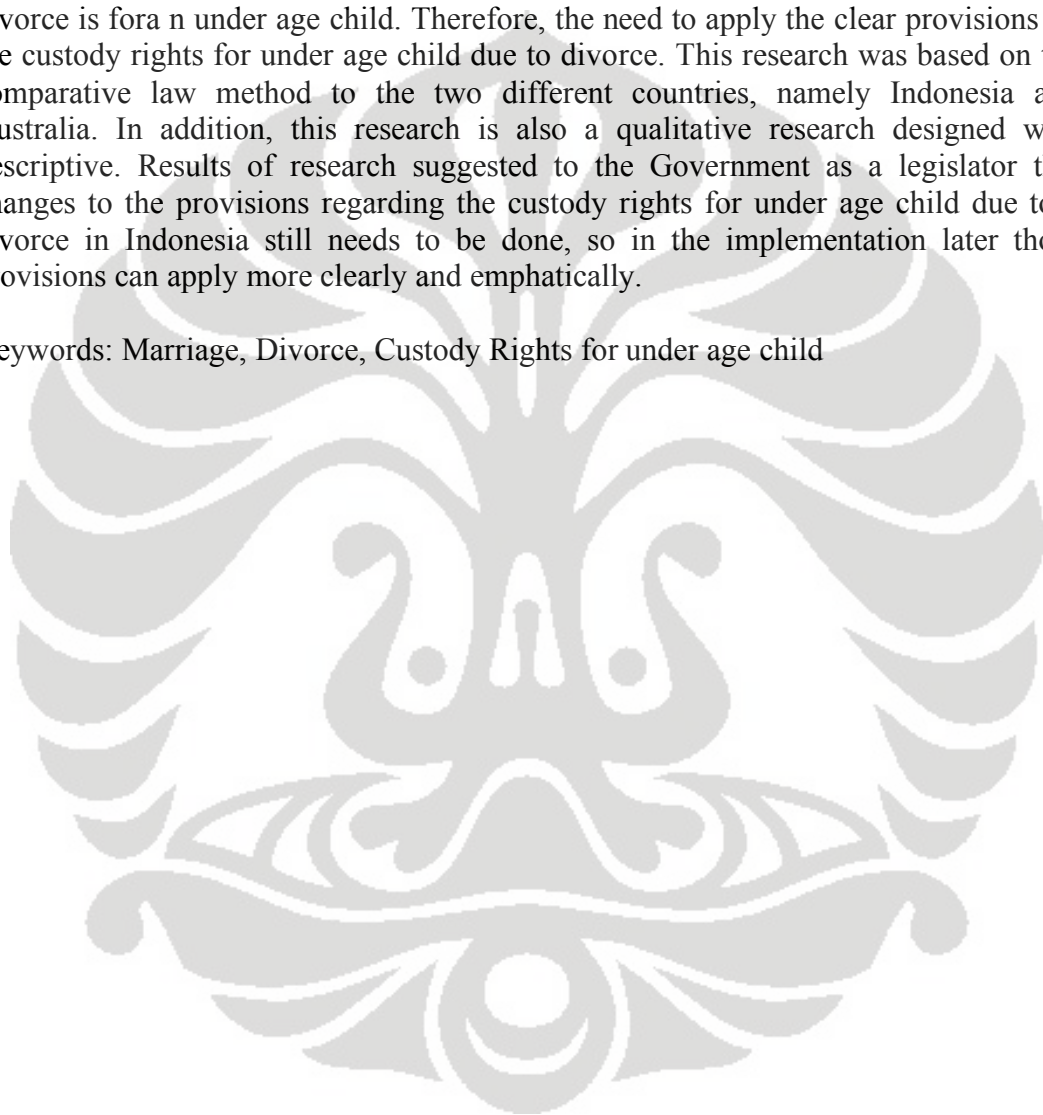 vorce is fora n under age child. Therefore, the need to apply the clear provisions
e custody rights for under age child due to divorce. This research was based on
omparative law method to the two different countries, namely Indonesia a
ustralia. In addition, this research is also a qualitative research designed w
escriptive. Results of research suggested to the Government as a legislator t
hanges to the provisions regarding the custody rights for under age child due to
vorce in Indonesia still needs to be done, so in the implementation later tho
rovisions can apply more clearly and emphatically.
eywords: Marriage, Divorce, Custody Rights for under age child